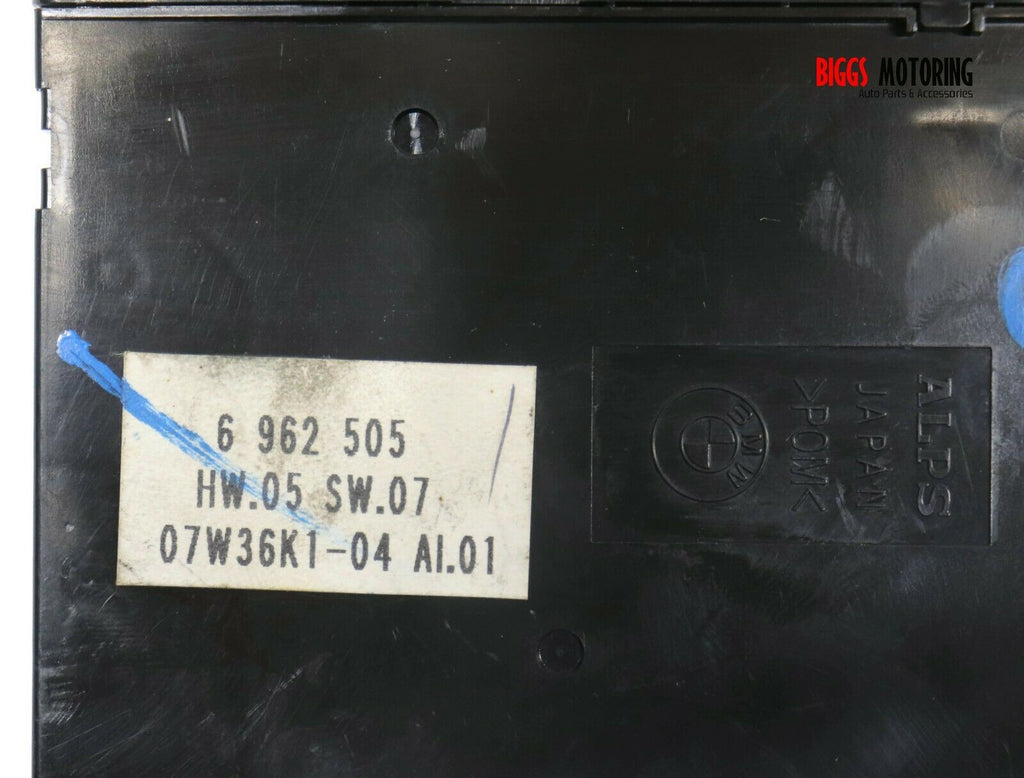 BIGGS MOTORING
Auto Parts & Accessories
6 962 505
HW.05 SW.07
07W36K1-04 AI.01
ALPS
JAPAN
>PQMK<
BMW